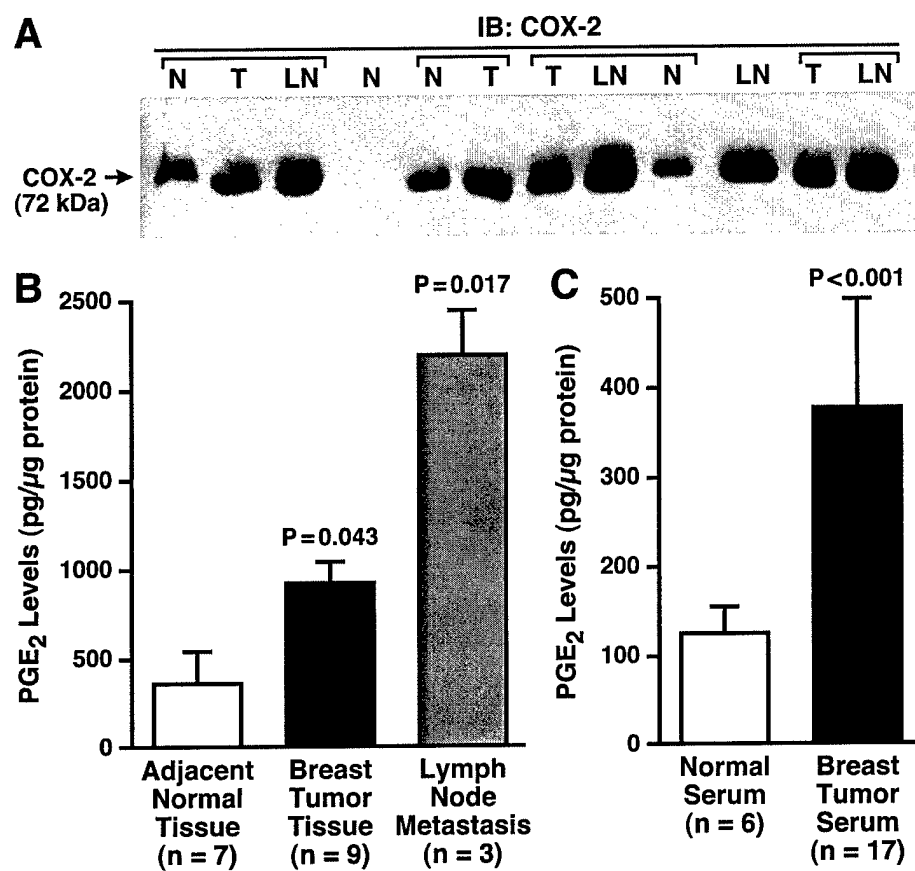 A
IB: COX-2
N T LN N N T T LN N LN T LN
COX-2 →
(72 kDa)
B
PGE2 Levels (pg/µg protein)
2500
2000
1500
1000
500
0
P=0.043
P=0.017
Adjacent
Normal
Tissue
(n = 7)
Breast
Tumor
Tissue
(n = 9)
Lymph
Node
Metastasis
(n = 3)
C
PGE2 Levels (pg/µg protein)
500
400
300
200
100
0
P<0.001
Normal
Serum
(n = 6)
Breast
Tumor
Serum
(n = 17)